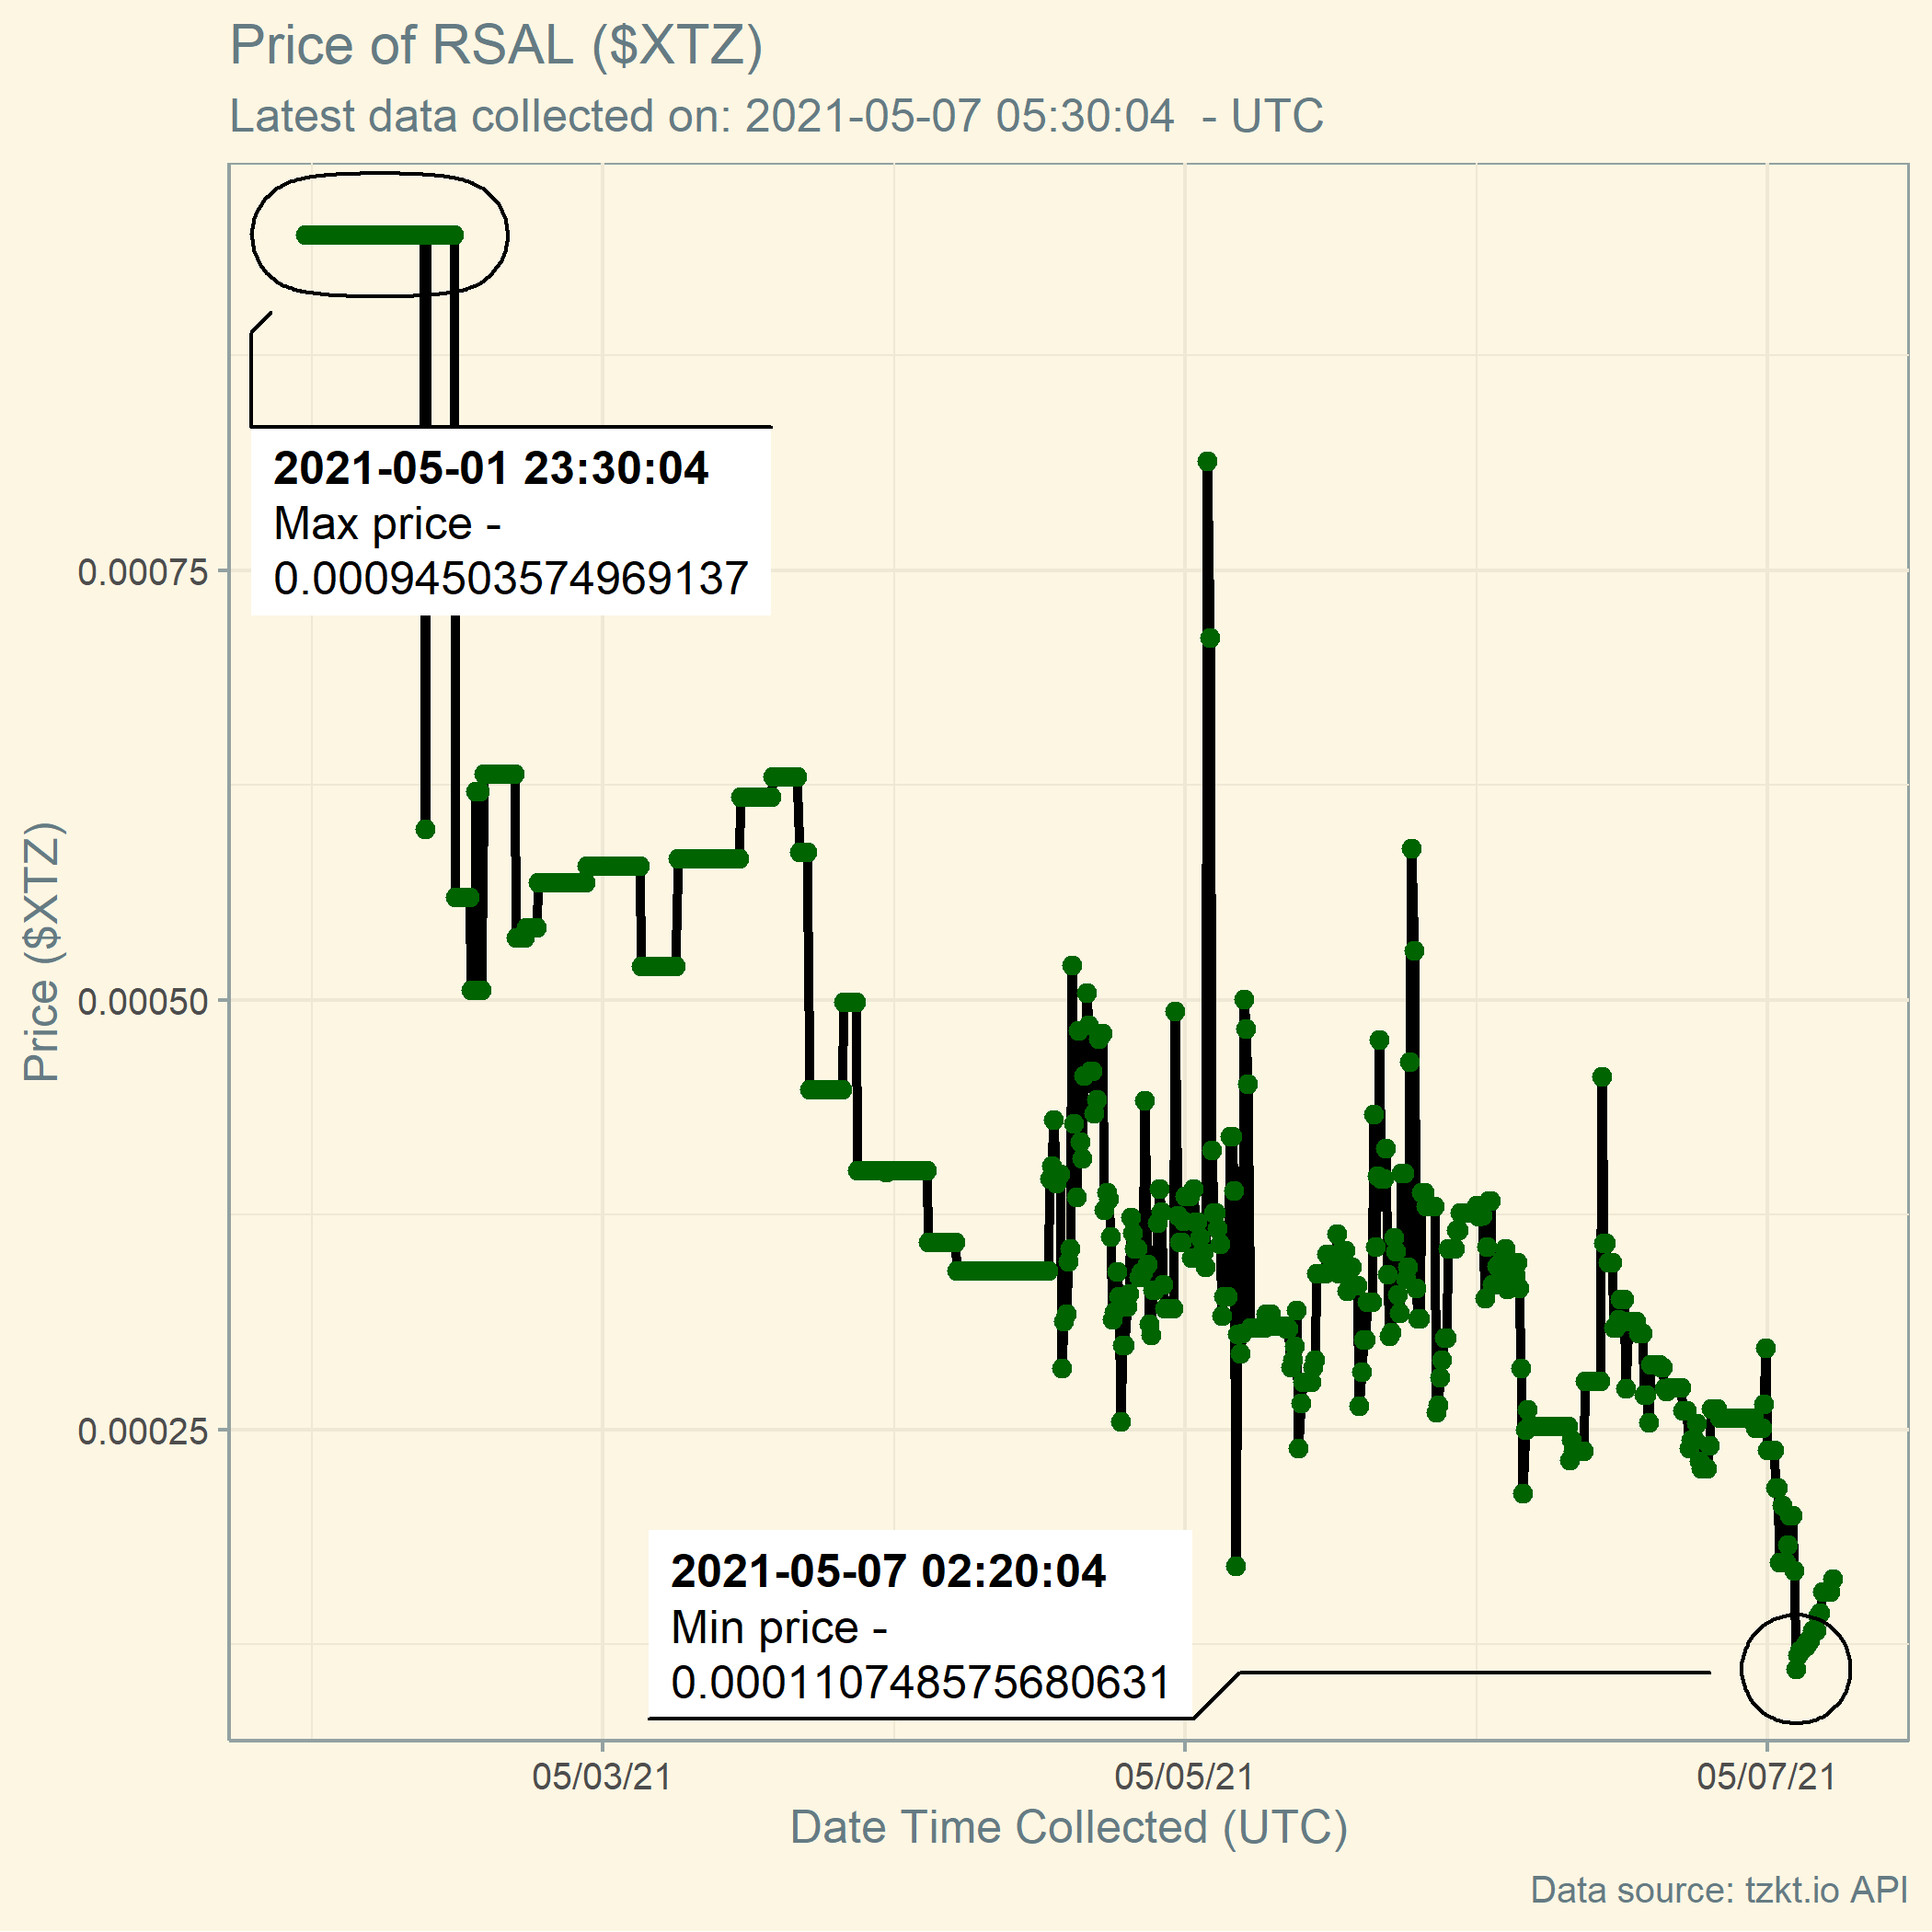 Price of RSAL ($XTZ)
Latest data collected on: 2021-05-07 05:30:04  - UTC
2021-05-01 23:30:04
Max price -
0.00094503574969137
0.00075
0.00050
0.00025
Price ($XTZ)
2021-05-07 02:20:04
Min price -
0.000110748575680631
05/03/21
05/05/21
05/07/21
Date Time Collected (UTC)
Data source: tzkt.io API